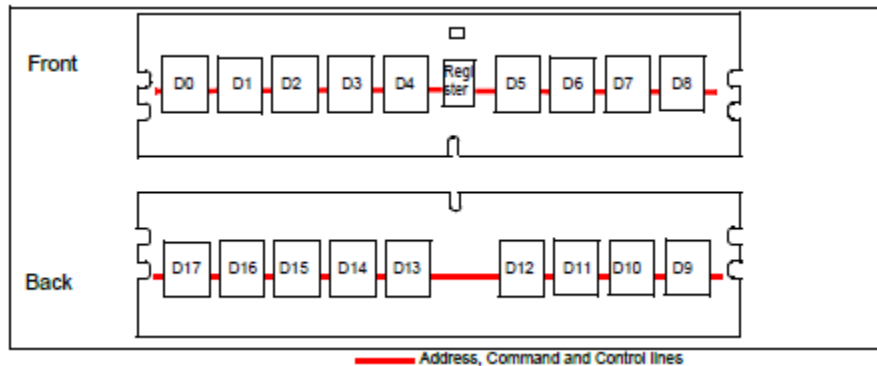 Front
D0 D1 D2 D3 D4 Regi D5 D6 D7 D8
ster
Back
D17 D16 D15 D14 D13 D12 D11 D10 D9
Address, Command and Control lines